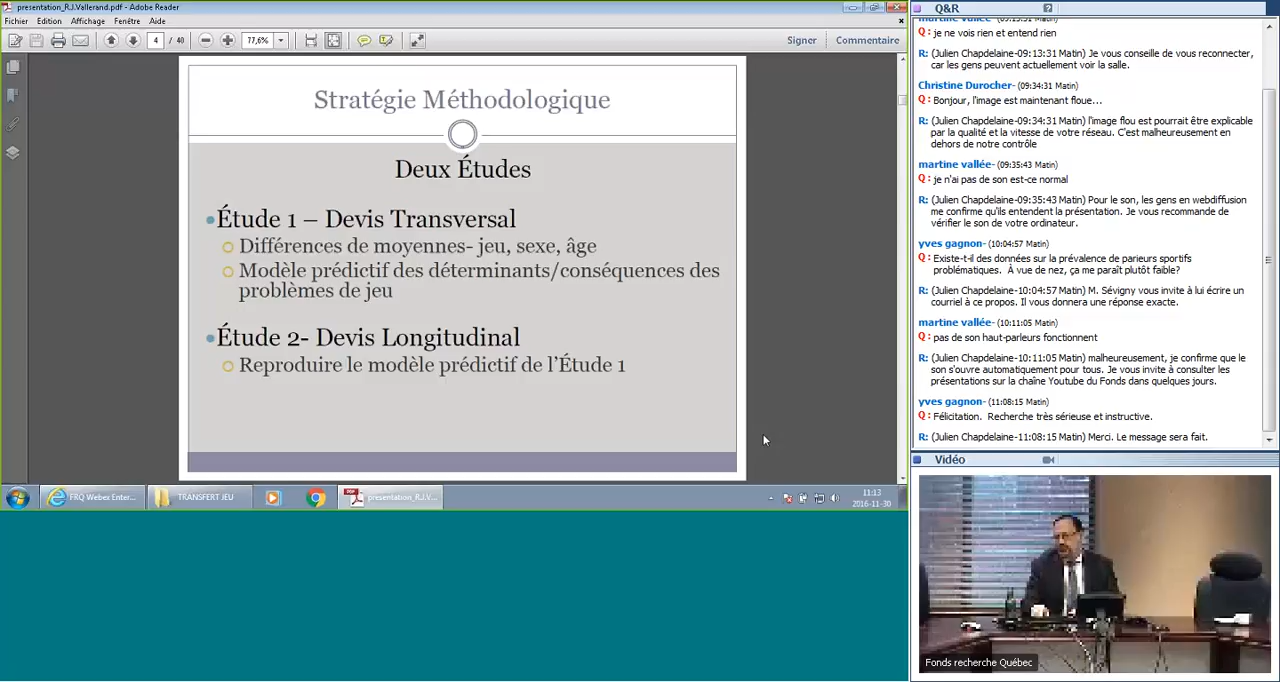 presentation_R.J.Vallerand.pdf - Adobe Reader
Fichier Edition Affichage Fenêtre Aide
4 / 40 77,6% Signer Commentaire
Stratégie Méthodologique
Deux Études
Étude 1 – Devis Transversal
Différences de moyennes- jeu, sexe, âge
Modèle prédictif des déterminants/conséquences des
problèmes de jeu
Étude 2- Devis Longitudinal
Reproduire le modèle prédictif de l’Étude 1
FRQ Webex Enter... TRANSFERT JEU presentation_R.J.V...
11:13
2016-11-30
Q&R
martine vallée- (09:13:31 Matin)
Q : je ne vois rien et entend rien
R: (Julien Chapdelaine-09:13:31 Matin) Je vous conseille de vous reconnecter,
car les gens peuvent actuellement voir la salle.
Christine Durocher- (09:34:31 Matin)
Q : Bonjour, l'image est maintenant floue...
R: (Julien Chapdelaine-09:34:31 Matin) l'image flou est pourrait être explicable
par la qualité et la vitesse de votre réseau. C'est malheureusement en
dehors de notre contrôle
martine vallée- (09:35:43 Matin)
Q : je n'ai pas de son est-ce normal
R: (Julien Chapdelaine-09:35:43 Matin) Pour le son, les gens en webdiffusion
me confirme qu'ils entendent la présentation. Je vous recommande de
vérifier le son de votre ordinateur.
yves gagnon- (10:04:57 Matin)
Q : Existe-t-il des données sur la prévalence de parieurs sportifs
problématiques. À vue de nez, ça me paraît plutôt faible?
R: (Julien Chapdelaine-10:04:57 Matin) M. Sévigny vous invite à lui écrire un
courriel à ce propos. Il vous donnera une réponse exacte.
martine vallée- (10:11:05 Matin)
Q : pas de son haut-parleurs fonctionnent
R: (Julien Chapdelaine-10:11:05 Matin) malheureusement, je confirme que le
son s'ouvre automatiquement pour tous. Je vous invite à consulter les
présentations sur la chaîne Youtube du Fonds dans quelques jours.
yves gagnon- (11:08:15 Matin)
Q : Félicitation. Recherche très sérieuse et instructive.
R: (Julien Chapdelaine-11:08:15 Matin) Merci. Le message sera fait.
Vidéo
Fonds recherche Québec